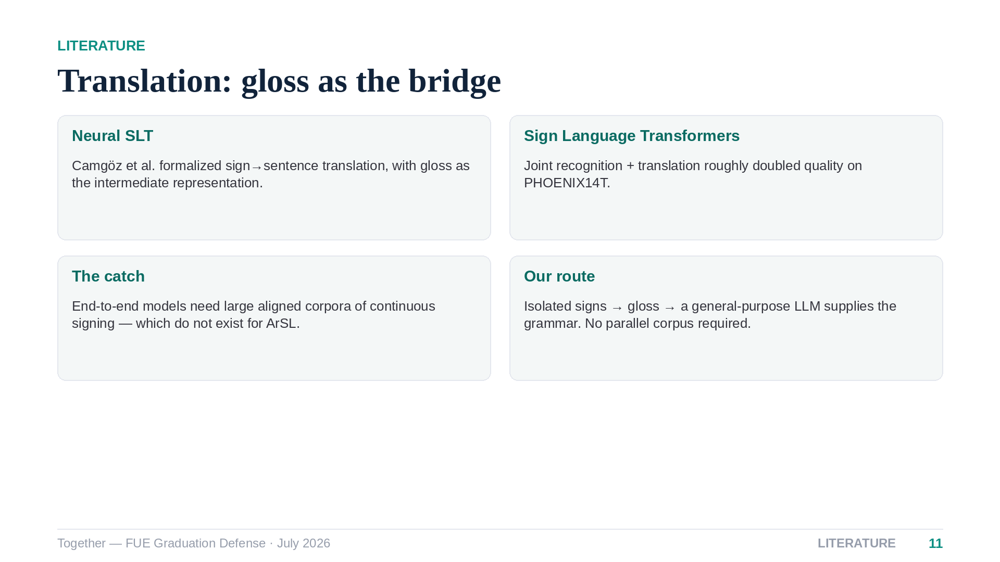 LITERATURE
Translation: gloss as the bridge
Neural SLT
Camgöz et al. formalized sign→sentence translation, with gloss as
the intermediate representation.
Sign Language Transformers
Joint recognition + translation roughly doubled quality on
PHOENIX14T.
The catch
End-to-end models need large aligned corpora of continuous
signing — which do not exist for ArSL.
Our route
Isolated signs → gloss → a general-purpose LLM supplies the
grammar. No parallel corpus required.
Together — FUE Graduation Defense · July 2026
LITERATURE 11